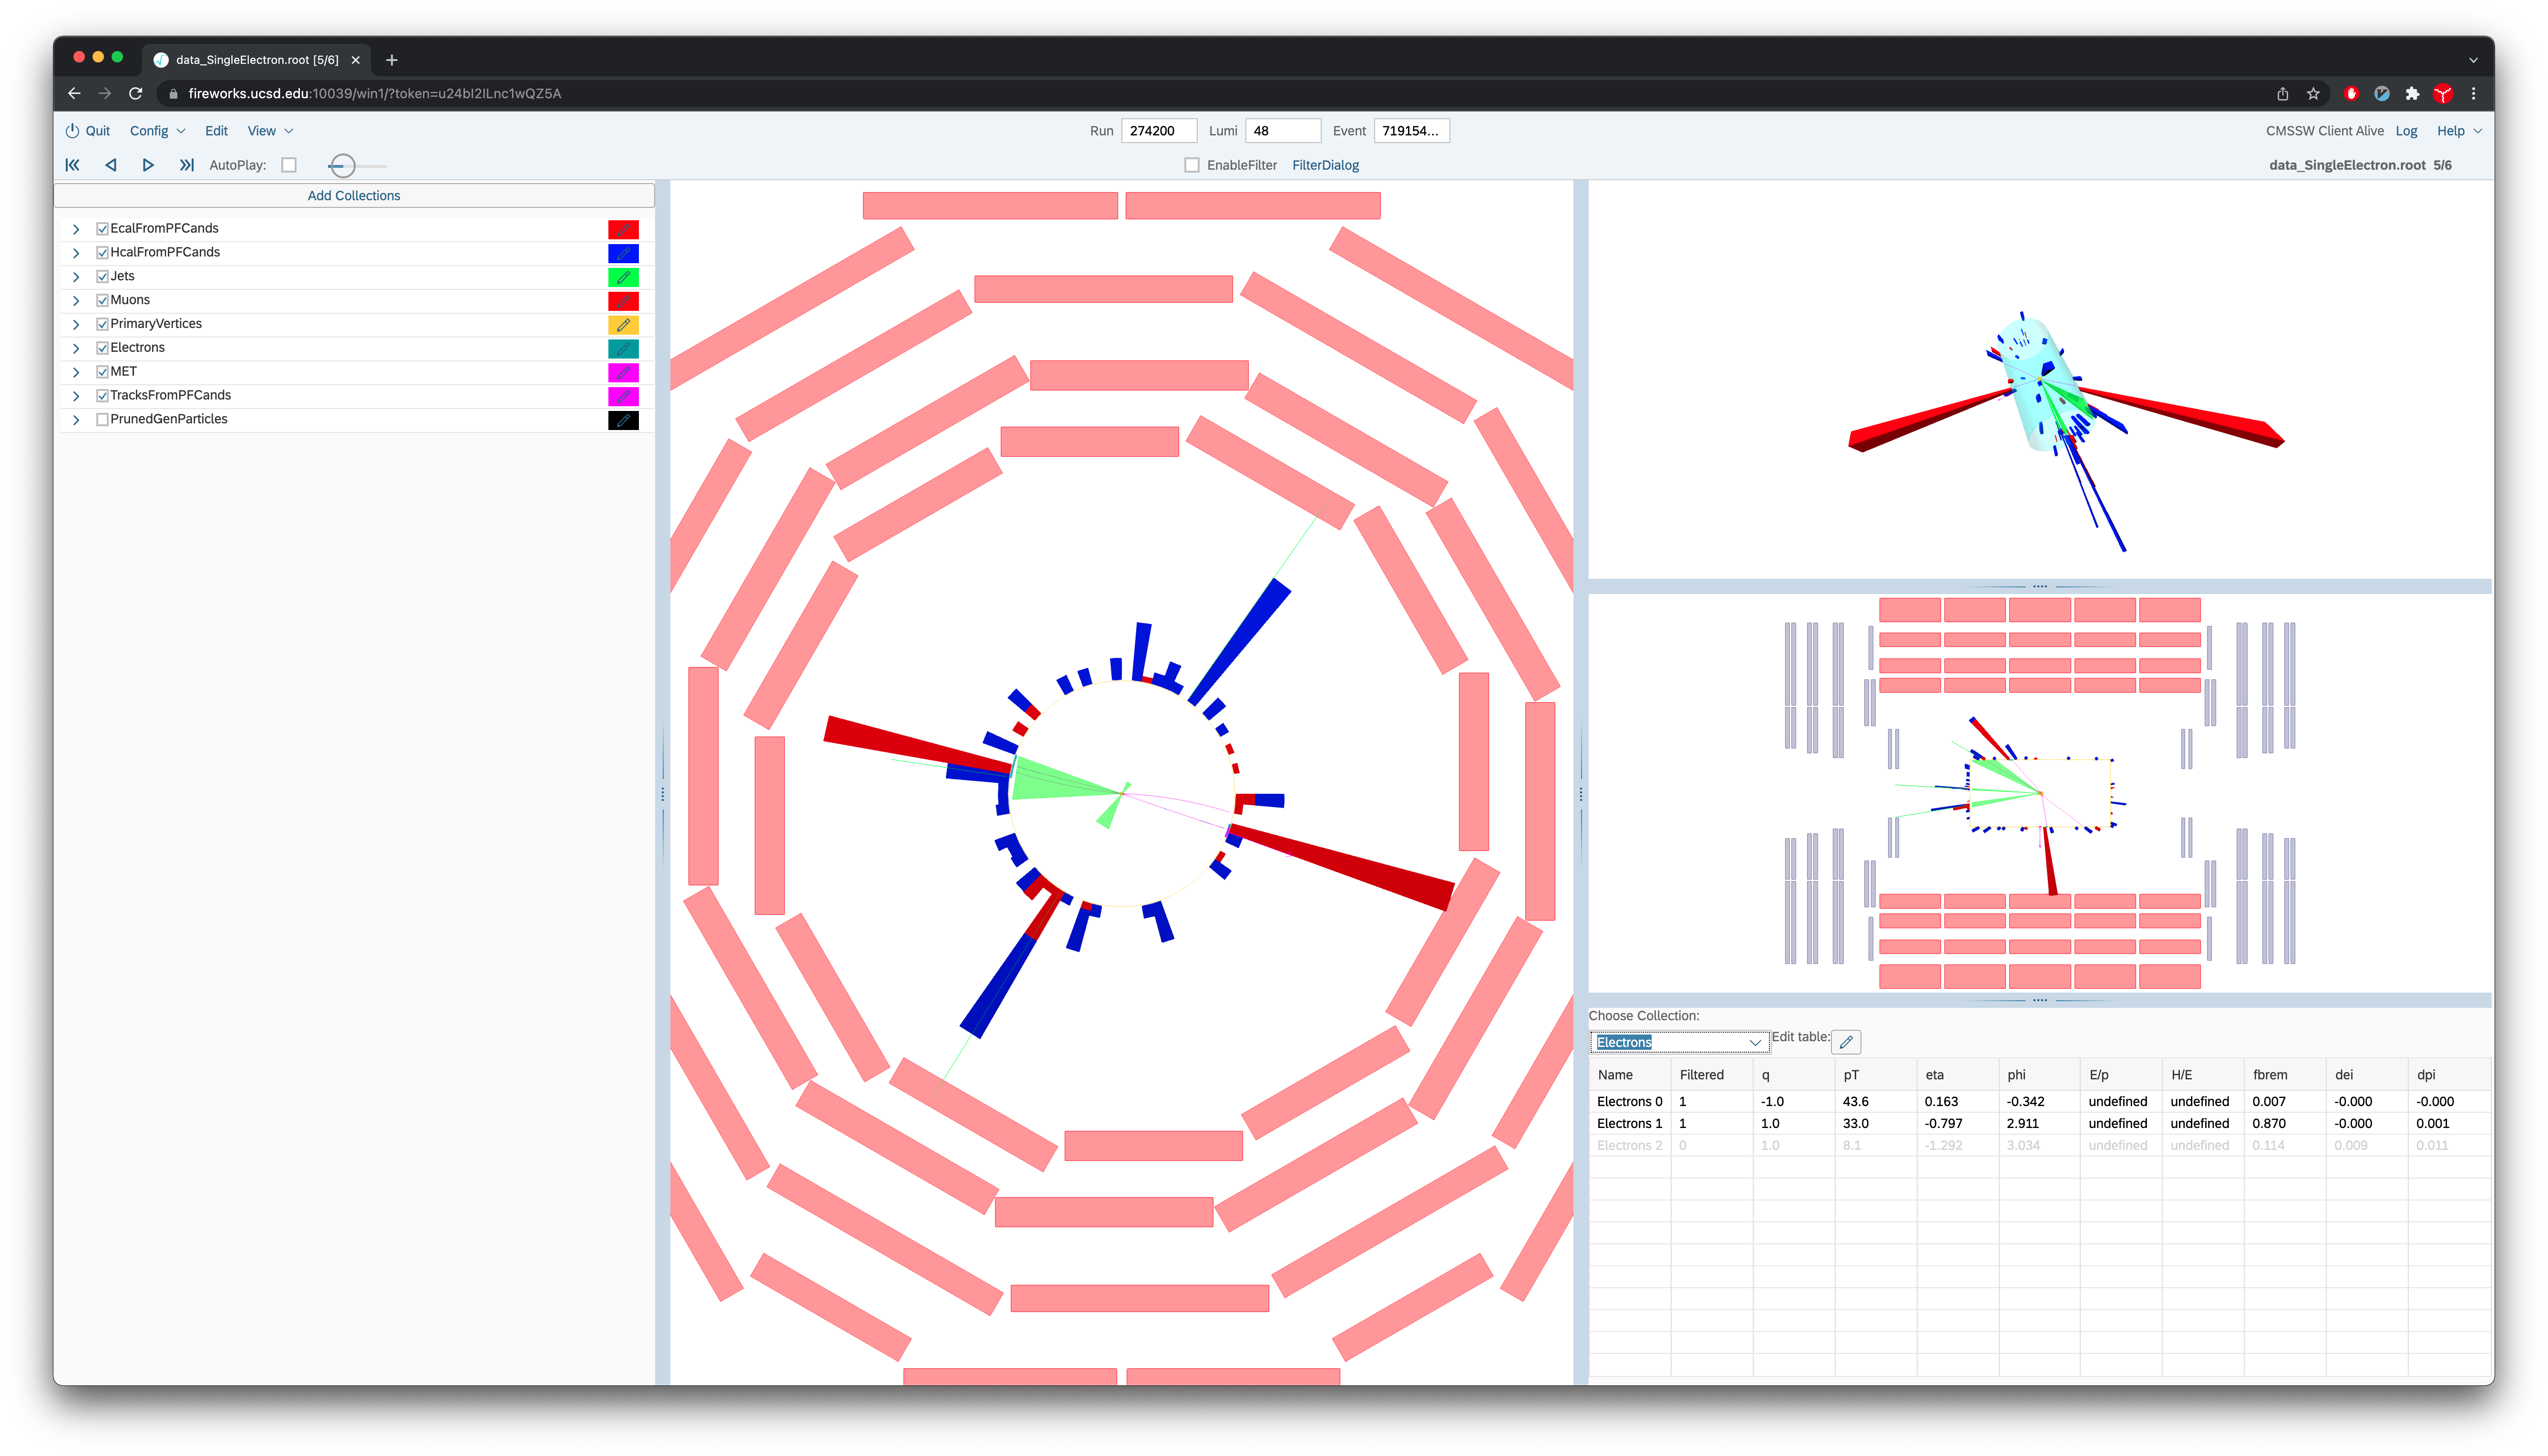 data_SingleElectron.root [5/6]
fireworks.ucsd.edu:10039/win1/?token=u24bI2ILnc1wQZ5A
Quit Config Edit View Run 274200 Lumi 48 Event 719154... CMSSW Client Alive Log Help
AutoPlay: EnableFilter FilterDialog data_SingleElectron.root 5/6
Add Collections
EcalFromPFCands
HcalFromPFCands
Jets
Muons
PrimaryVertices
Electrons
MET
TracksFromPFCands
PrunedGenParticles
Choose Collection:
Electrons Edit table:
Name Filtered q pT eta phi E/p H/E fbrem dei dpi
Electrons 0 1 -1.0 43.6 0.163 -0.342 undefined undefined 0.007 -0.000 -0.000
Electrons 1 1 1.0 33.0 -0.797 2.911 undefined undefined 0.870 -0.000 0.001
Electrons 2 0 1.0 8.1 -1.292 3.034 undefined undefined 0.114 0.009 0.011